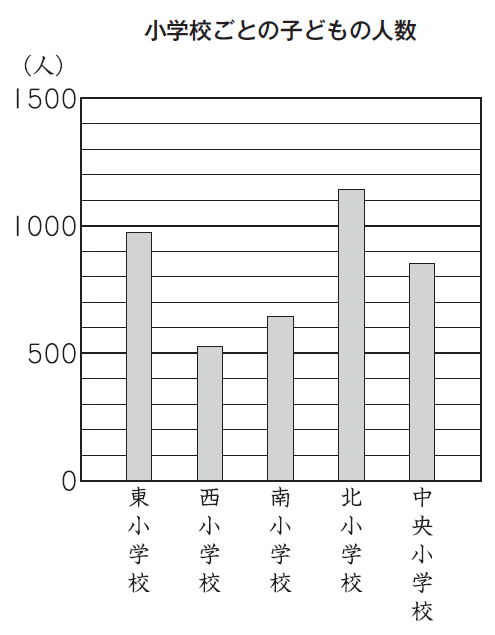 小学校ごとの子どもの人数
（人）
1500
1000
500
0
東小学校
西小学校
南小学校
北小学校
中央小学校